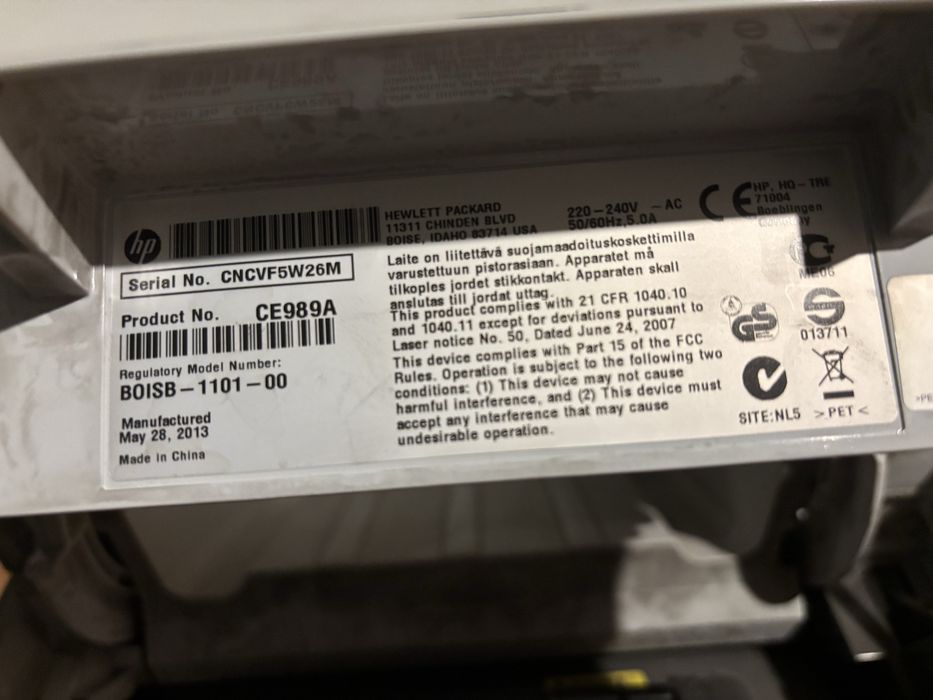 hp
HEWLETT PACKARD
11311 CHINDEN BLVD
BOISE, IDAHO 83714 USA
220-240V ~ AC
50/60Hz, 5.0A
CE
HP, HQ-TRE
71004
Boeblingen
Serial No. CNCVF5W26M
Product No. CE989A
Regulatory Model Number:
BOISB-1101-00
Manufactured
May 28, 2013
Made in China
Laite on liitettävä suojamaadoituskoskettimilla
varustettuun pistorasiaan. Apparatet må
tilkoples jordet stikkontakt. Apparaten skall
anslutas till jordat uttag.
This product complies with 21 CFR 1040.10
and 1040.11 except for deviations pursuant to
Laser notice No. 50, Dated June 24, 2007
This device complies with Part 15 of the FCC
Rules. Operation is subject to the following two
conditions: (1) This device may not cause
harmful interference, and (2) This device must
accept any interference that may cause
undesirable operation.
ME06
GS
S
013711
SITE:NL5
>PET<
>PE